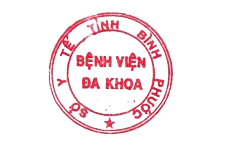 SỞ Y TẾ TỈNH BÌNH PHƯỚC
BỆNH VIỆN
ĐA KHOA